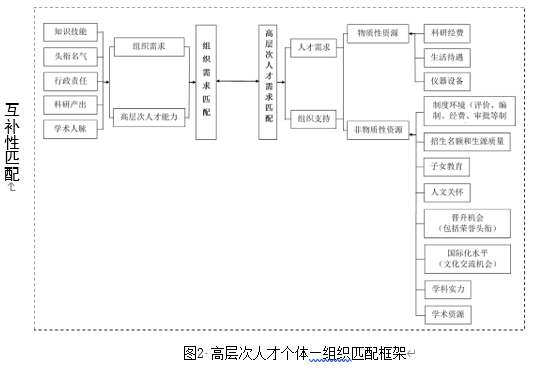 互补性匹配
知识技能
头衔名气
行政责任
科研产出
学术人脉
组织需求
高层次人才能力
组织需求匹配
高层次人才需求匹配
人才需求
组织支持
物质性资源
非物质性资源
科研经费
生活待遇
仪器设备
制度环境（评价、编
制、经费、审批等制
招生名额和生源质量
子女教育
人文关怀
晋升机会
（包括荣誉头衔）
国际化水平
（文化交流机会）
学科实力
学术资源
图2 高层次人才个体—组织匹配框架